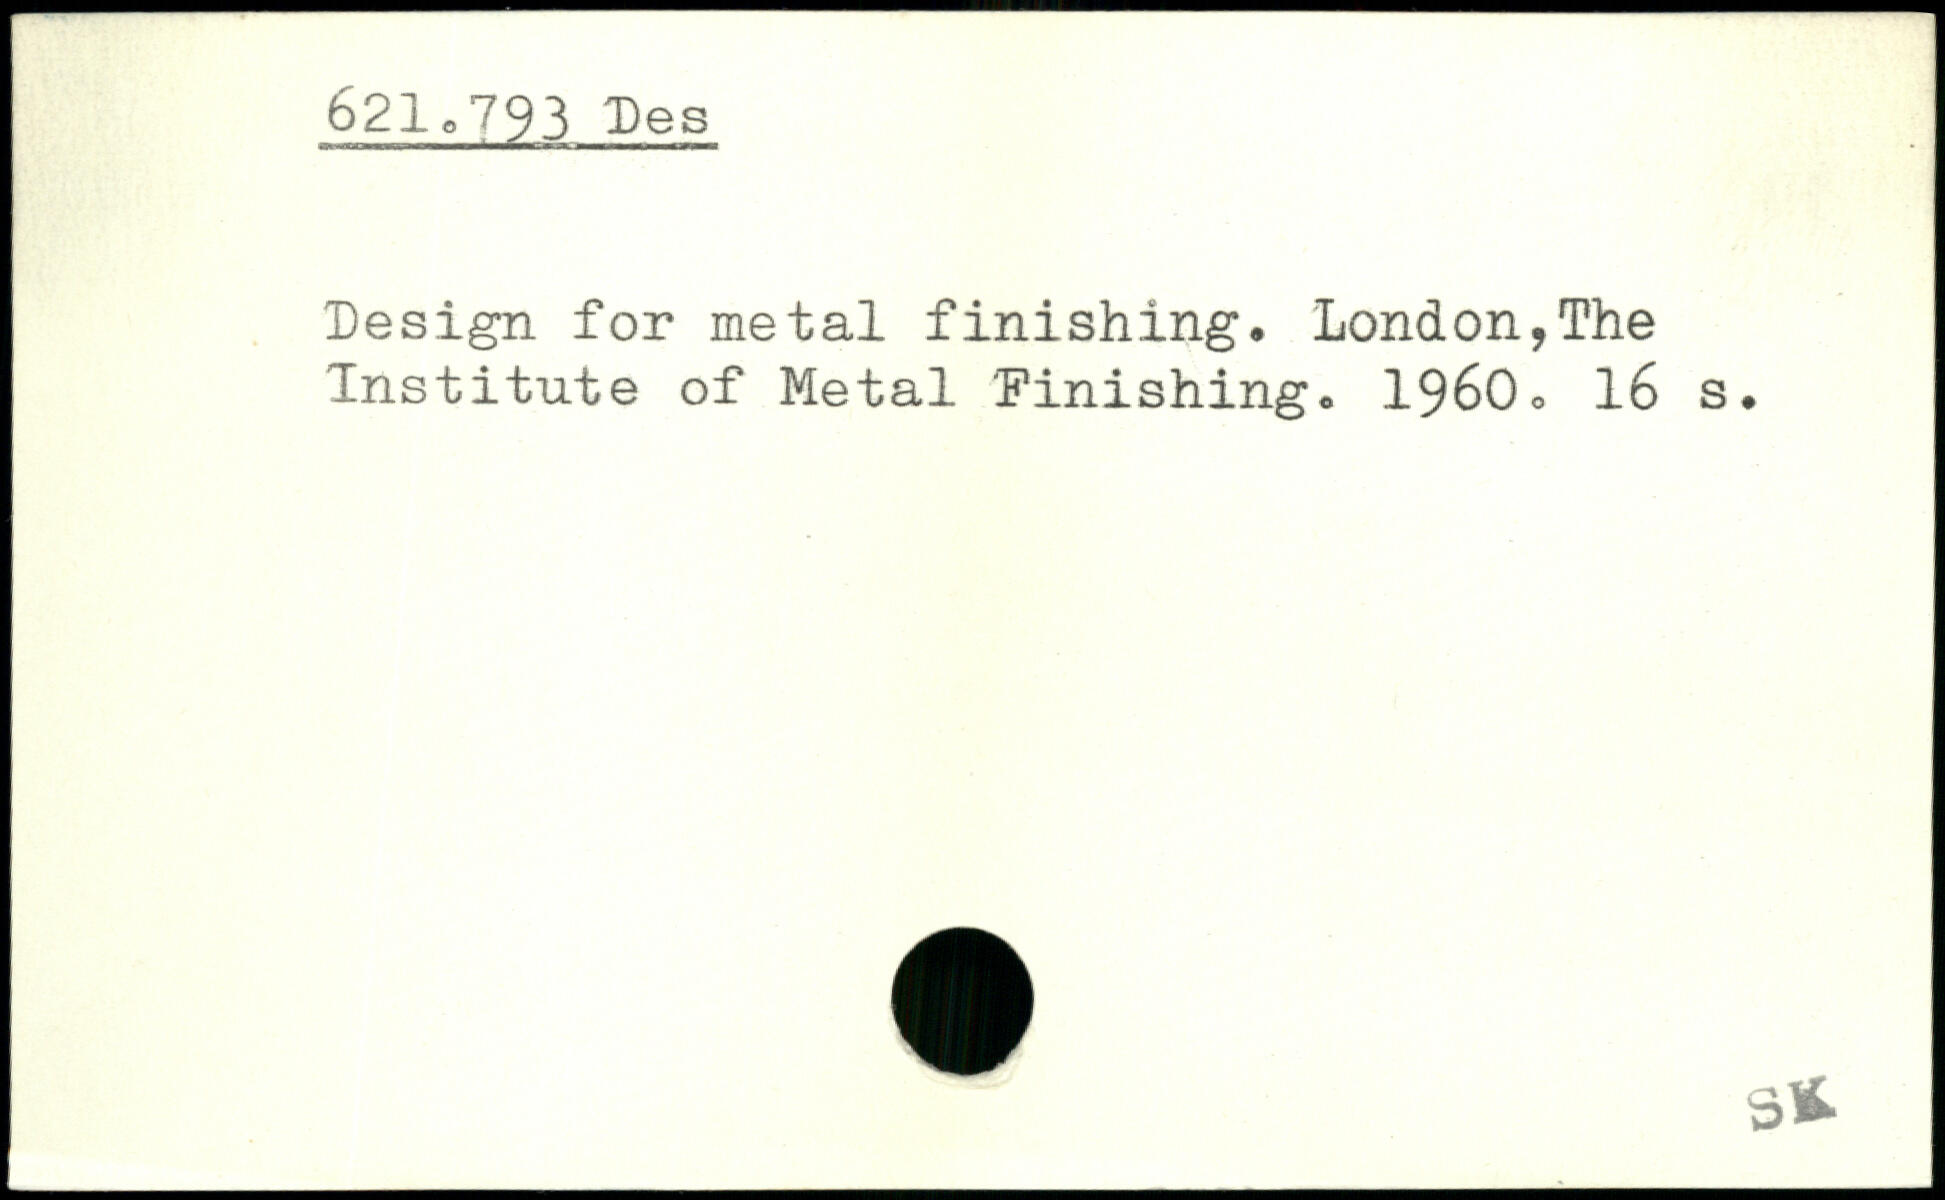 621.793 Des
Design for metal finishing. London,The
Institute of Metal Finishing. 1960. 16 s.
SK